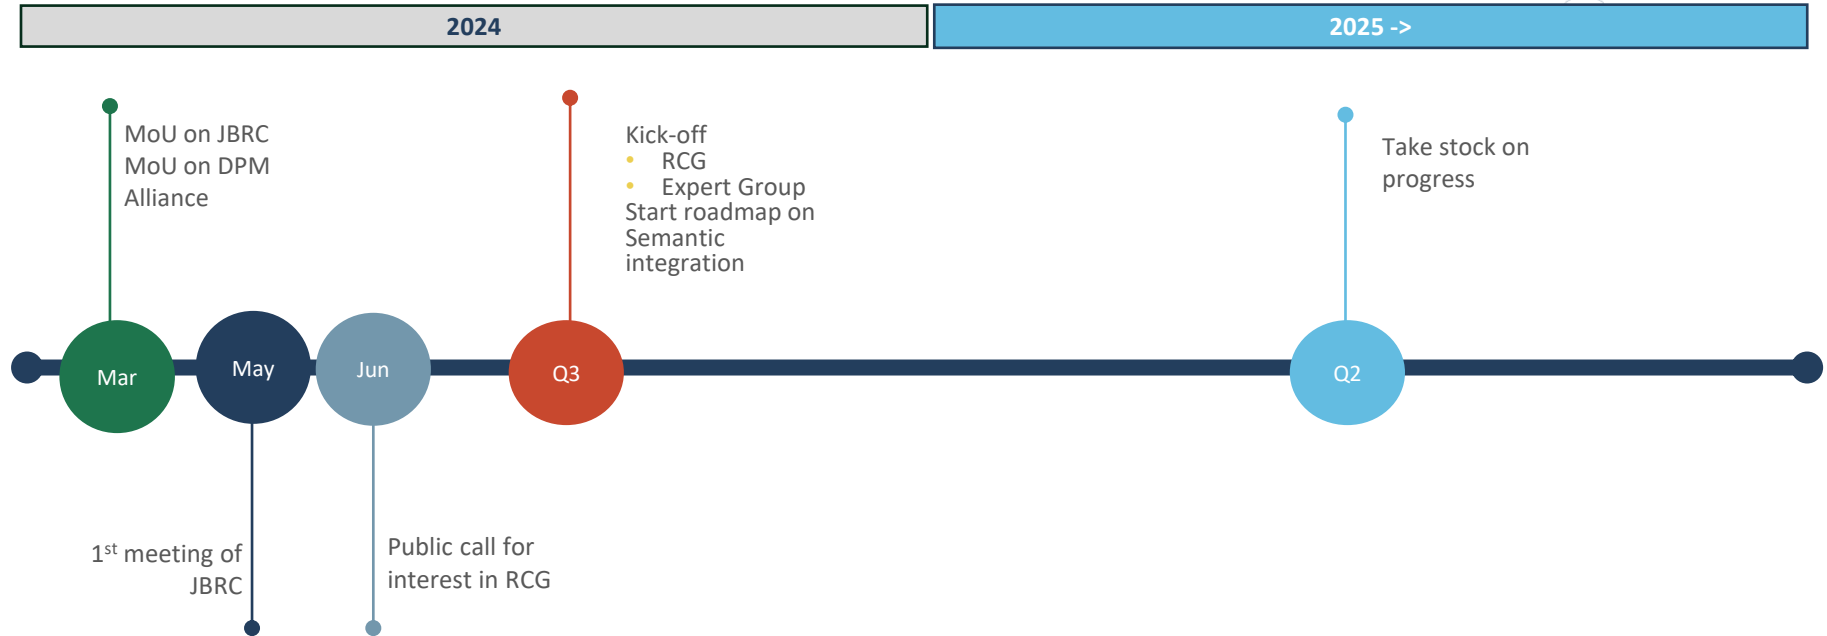 2024
2025 ->
MoU on JBRC
MoU on DPM
Alliance
Kick-off
• RCG
• Expert Group
Start roadmap on
Semantic
integration
Take stock on
progress
Mar
May
Jun
Q3
Q2
1st meeting of
JBRC
Public call for
interest in RCG